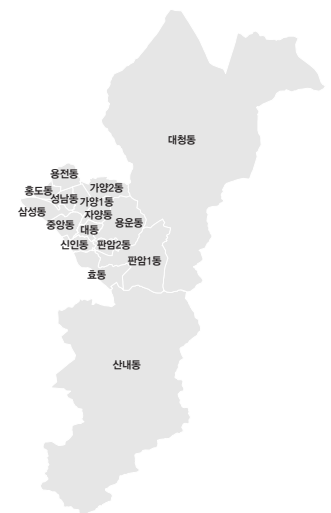 대청동
용전동
홍도동
가양2동
성남동
가양1동
삼성동
자양동
중앙동
용운동
대동
신인동
판암2동
판암1동
효동
산내동